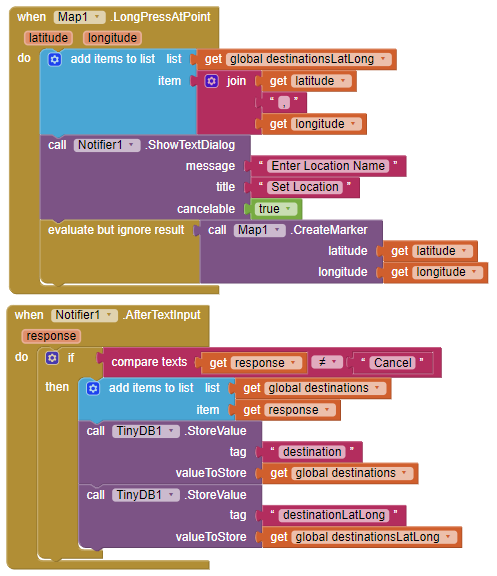 when Map1 .LongPressAtPoint
latitude longitude
do add items to list list get global destinationsLatLong
item join get latitude
“ , ”
get longitude
call Notifier1 .ShowTextDialog
message “ Enter Location Name ”
title “ Set Location ”
cancelable true
evaluate but ignore result call Map1 .CreateMarker
latitude get latitude
longitude get longitude
when Notifier1 .AfterTextInput
response
do if compare texts get response ≠ “ Cancel ”
then add items to list list get global destinations
item get response
call TinyDB1 .StoreValue
tag “ destination ”
valueToStore get global destinations
call TinyDB1 .StoreValue
tag “ destinationLatLong ”
valueToStore get global destinationsLatLong